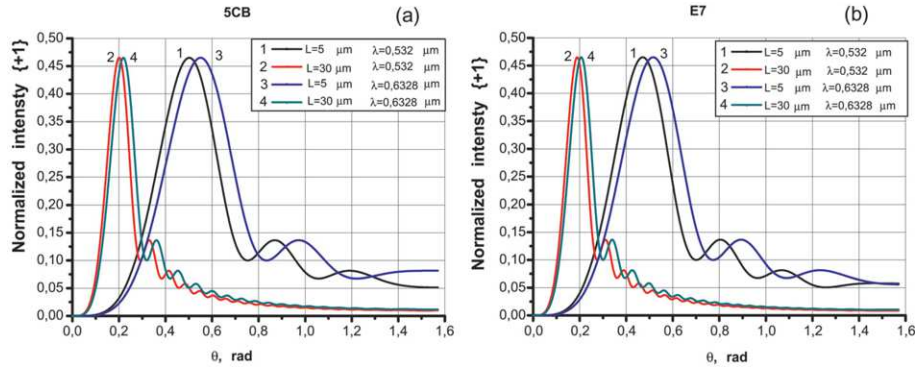 5CB
(a)
Normalized intensty {+1}
0,50
0,45
0,40
0,35
0,30
0,25
0,20
0,15
0,10
0,05
0,00
2 4 1 3
1 L=5 μm λ=0,532 μm
2 L=30 μm λ=0,532 μm
3 L=5 μm λ=0,6328 μm
4 L=30 μm λ=0,6328 μm
0,0 0,2 0,4 0,6 0,8 1,0 1,2 1,4 1,6
θ, rad
E7
(b)
Normalized intensty {+1}
0,50
0,45
0,40
0,35
0,30
0,25
0,20
0,15
0,10
0,05
0,00
2 4 1 3
1 L=5 μm λ=0,532 μm
2 L=30 μm λ=0,532 μm
3 L=5 μm λ=0,6328 μm
4 L=30 μm λ=0,6328 μm
0,0 0,2 0,4 0,6 0,8 1,0 1,2 1,4 1,6
θ, rad